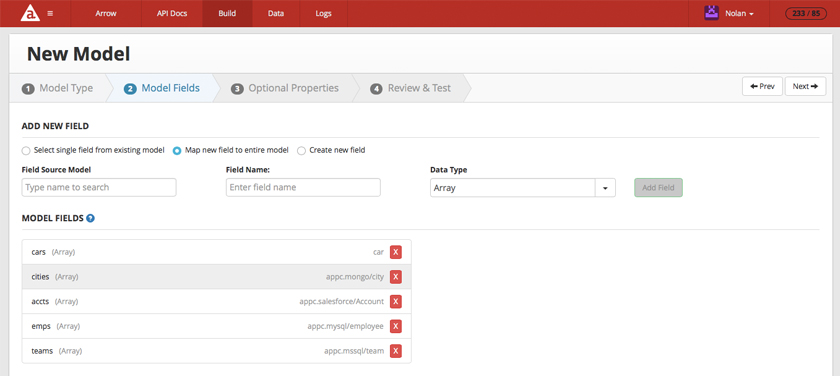 a Arrow API Docs Build Data Logs Nolan 233 / 85
New Model
1 Model Type 2 Model Fields 3 Optional Properties 4 Review & Test Prev Next
ADD NEW FIELD
Select single field from existing model Map new field to entire model Create new field
Field Source Model Field Name: Data Type
Type name to search Enter field name Array Add Field
MODEL FIELDS ?
cars (Array) car X
cities (Array) appc.mongo/city X
accts (Array) appc.salesforce/Account X
emps (Array) appc.mysql/employee X
teams (Array) appc.mssql/team X